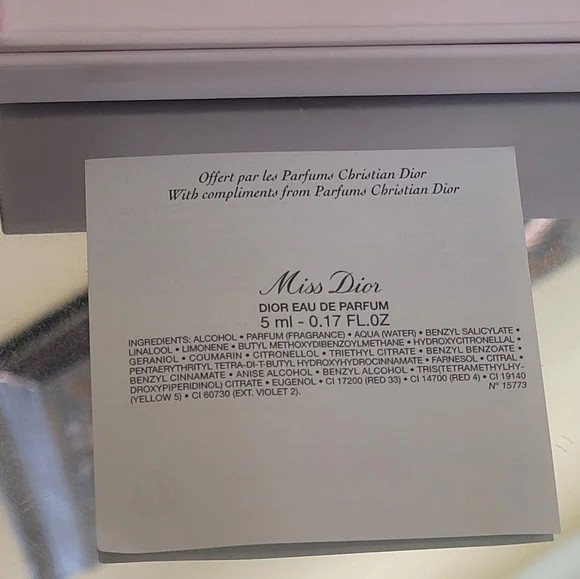 Offert par les Parfums Christian Dior
With compliments from Parfums Christian Dior
Miss Dior
DIOR EAU DE PARFUM
5 ml - 0.17 FL.OZ
INGREDIENTS: ALCOHOL • PARFUM (FRAGRANCE) • AQUA (WATER) • BENZYL SALICYLATE •
LINALOOL • LIMONENE • BUTYL METHOXYDIBENZOYLMETHANE • HYDROXYCITRONELLAL •
GERANIOL • COUMARIN • CITRONELLOL • TRIETHYL CITRATE • BENZYL BENZOATE •
PENTAERYTHRITYL TETRA-DI-T-BUTYL HYDROXYHYDROCINNAMATE • FARNESOL • CITRAL •
BENZYL CINNAMATE • ANISE ALCOHOL • BENZYL ALCOHOL • TRIS(TETRAMETHYLHY-
DROXYPIPERIDINOL) CITRATE • EUGENOL • CI 17200 (RED 33) • CI 14700 (RED 4) • CI 19140
(YELLOW 5) • CI 60730 (EXT. VIOLET 2). N° 15773